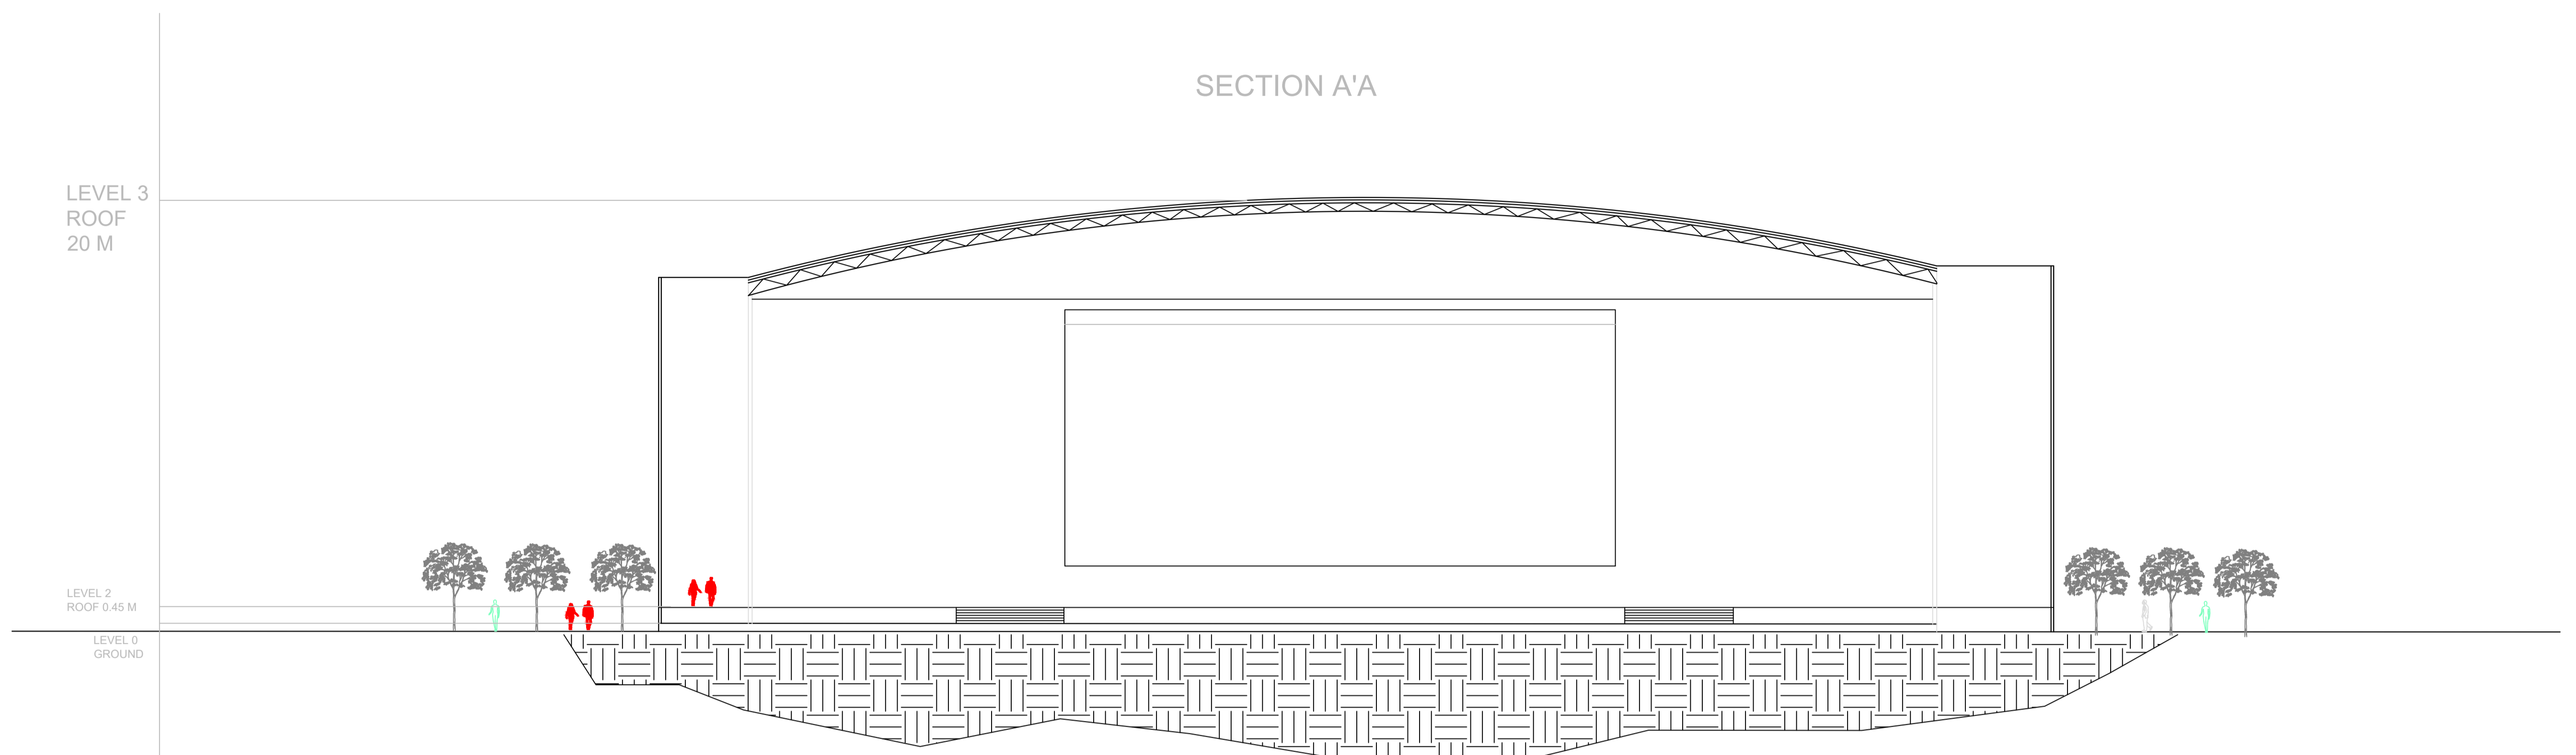 SECTION A'A
LEVEL 3
ROOF
20 M
LEVEL 2
ROOF 0.45 M
LEVEL 0
GROUND